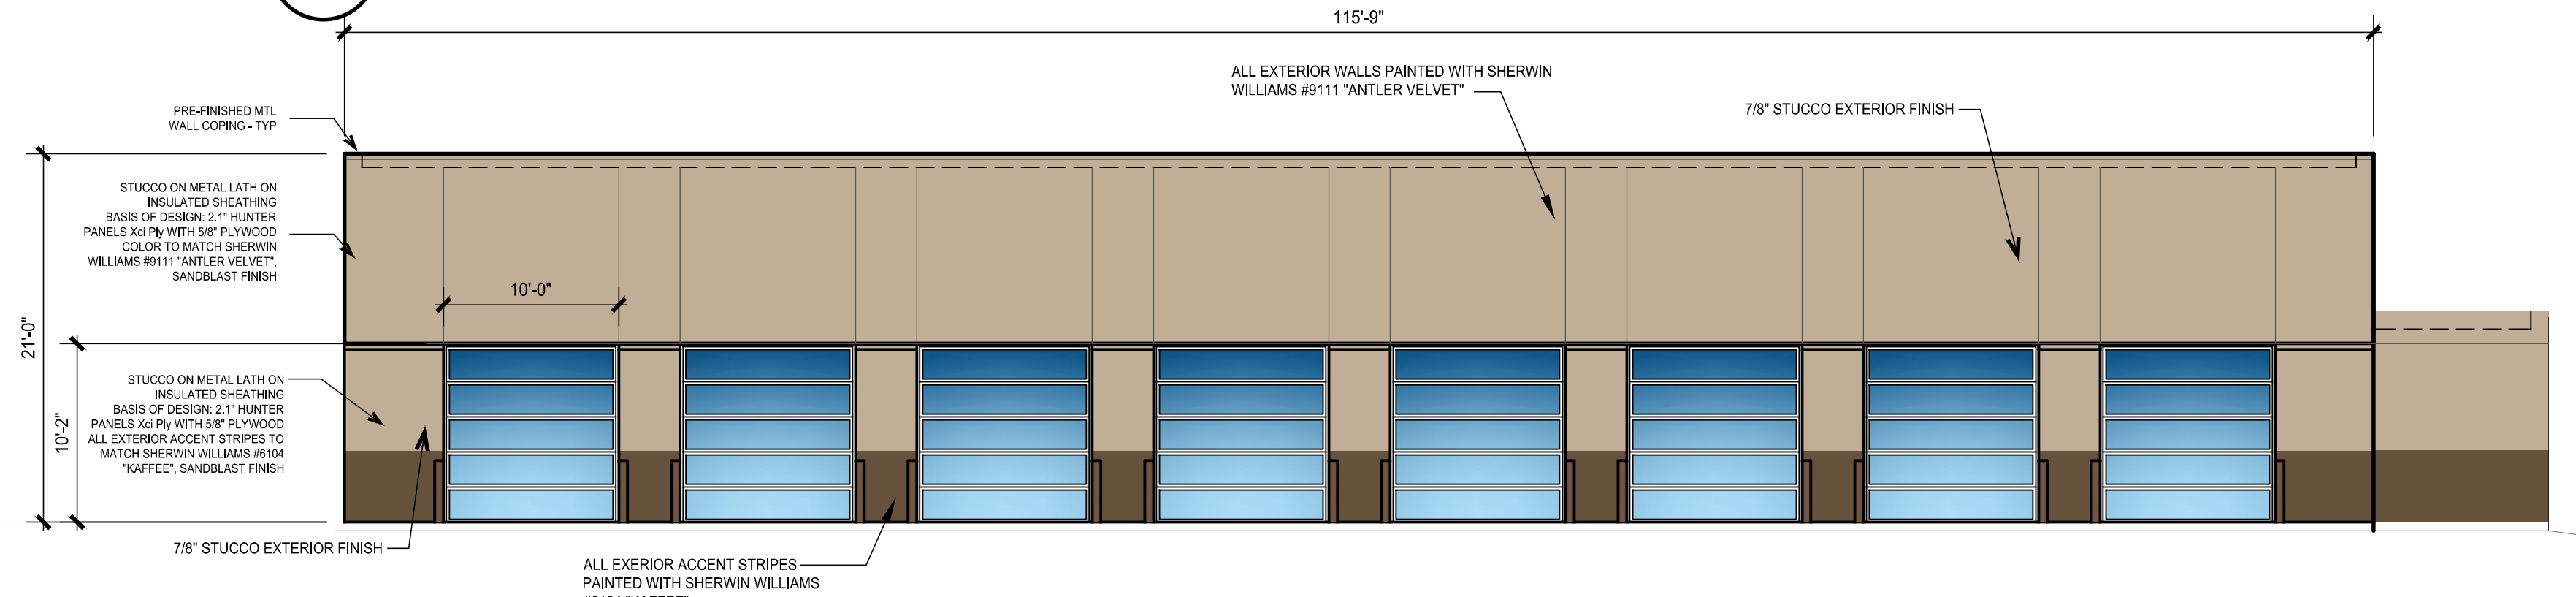 115'-9"
ALL EXTERIOR WALLS PAINTED WITH SHERWIN
WILLIAMS #9111 "ANTLER VELVET"
7/8" STUCCO EXTERIOR FINISH
PRE-FINISHED MTL
WALL COPING - TYP
STUCCO ON METAL LATH ON
INSULATED SHEATHING
BASIS OF DESIGN: 2.1" HUNTER
PANELS Xci Ply WITH 5/8" PLYWOOD
COLOR TO MATCH SHERWIN
WILLIAMS #9111 "ANTLER VELVET",
SANDBLAST FINISH
10'-0"
21'-0"
10'-2"
STUCCO ON METAL LATH ON
INSULATED SHEATHING
BASIS OF DESIGN: 2.1" HUNTER
PANELS Xci Ply WITH 5/8" PLYWOOD
ALL EXTERIOR ACCENT STRIPES TO
MATCH SHERWIN WILLIAMS #6104
"KAFFEE", SANDBLAST FINISH
7/8" STUCCO EXTERIOR FINISH
ALL EXERIOR ACCENT STRIPES
PAINTED WITH SHERWIN WILLIAMS